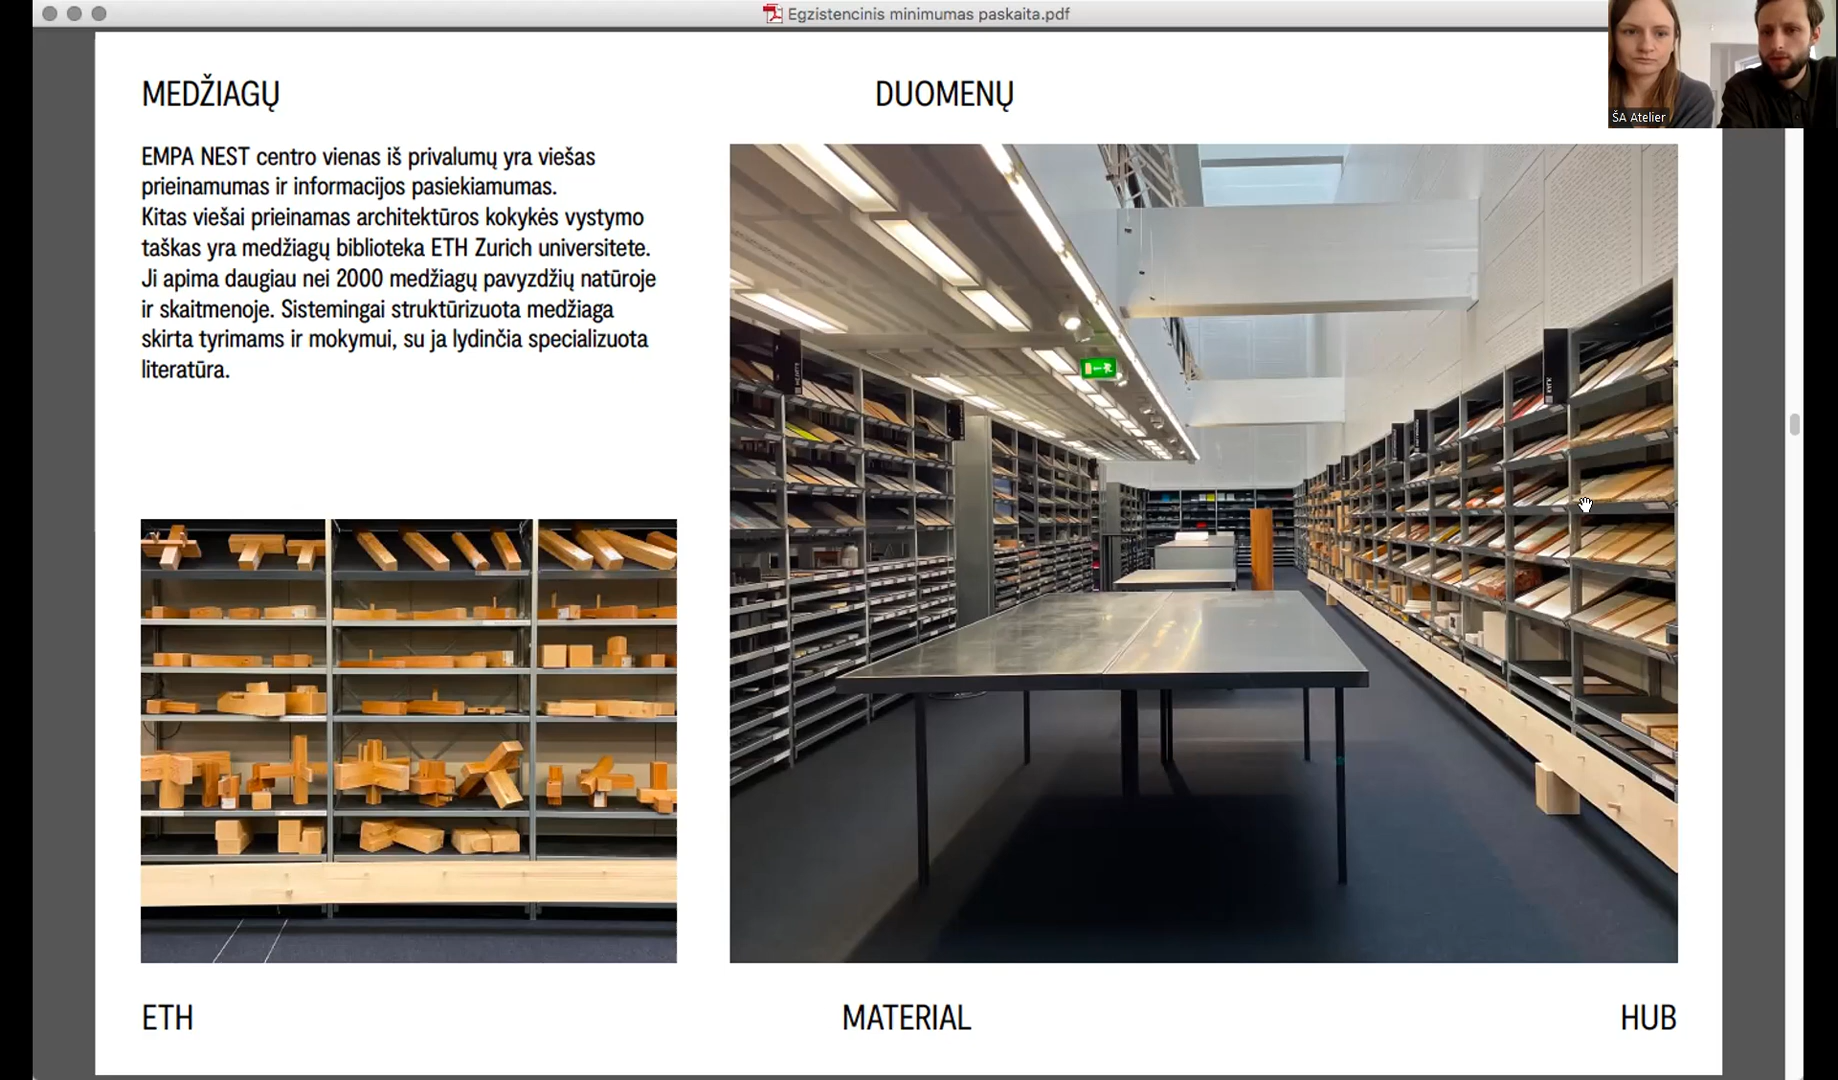 Egzistencinis minimumas paskaita.pdf
ŠA Atelier
MEDŽIAGŲ
DUOMENŲ
EMPA NEST centro vienas iš privalumų yra viešas
prieinamumas ir informacijos pasiekiamumas.
Kitas viešai prieinamas architektūros kokykės vystymo
taškas yra medžiagų biblioteka ETH Zurich universitete.
Ji apima daugiau nei 2000 medžiagų pavyzdžių natūroje
ir skaitmenoje. Sistemingai struktūrizuota medžiaga
skirta tyrimams ir mokymui, su ja lydinčia specializuota
literatūra.
ETH
MATERIAL
HUB